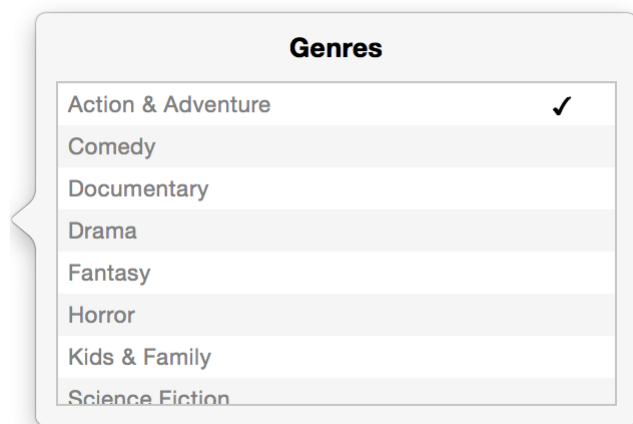 Genres
Action & Adventure ✓
Comedy
Documentary
Drama
Fantasy
Horror
Kids & Family
Science Fiction